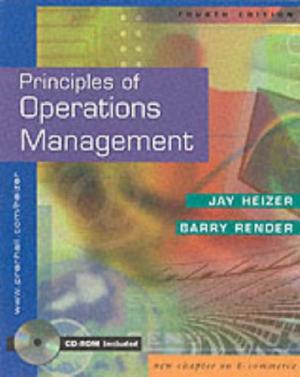 FOURTH EDITION
Principles of
Operations
Management
JAY HEIZER
BARRY RENDER
www.prenhall.com/heizer
CD-ROM Included
new chapter on E-commerce